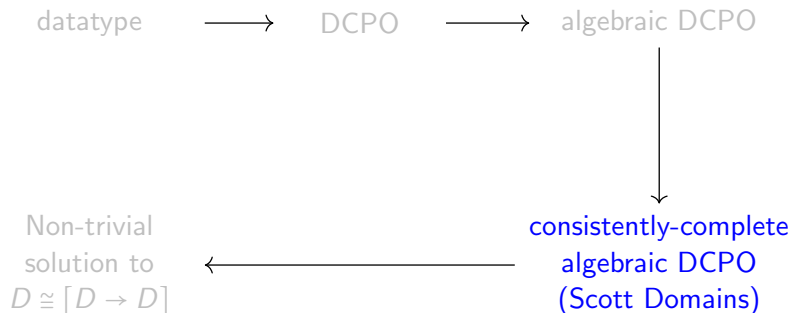 datatype
DCPO
algebraic DCPO
Non-trivial
solution to
D ≅ [D → D]
consistently-complete
algebraic DCPO
(Scott Domains)